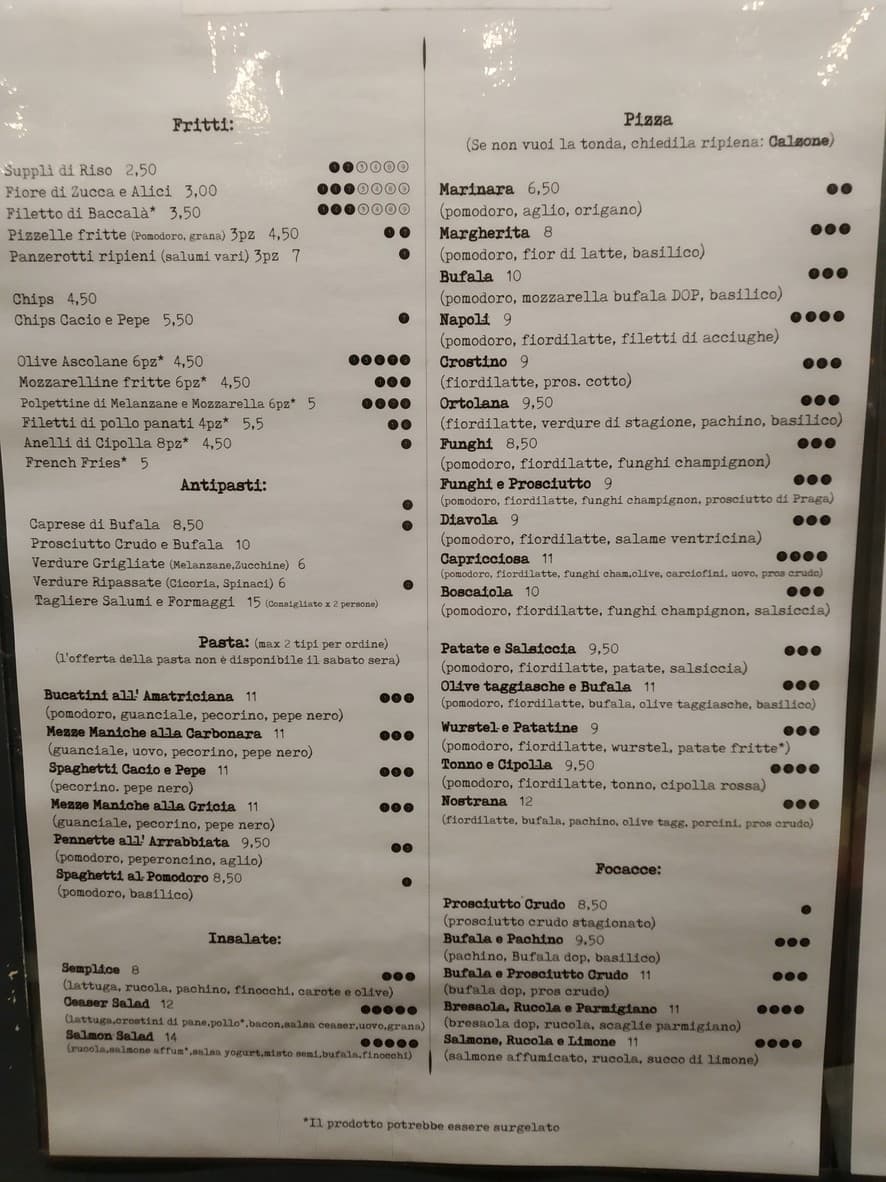 Fritti:
Supplì di Riso 2,50
Fiore di Zucca e Alici 3,00
Filetto di Baccalà* 3,50
Pizzelle fritte (Pomodoro, grana) 3pz 4,50
Panzerotti ripieni (salumi vari) 3pz 7
Chips 4,50
Chips Cacio e Pepe 5,50
Olive Ascolane 6pz* 4,50
Mozzarelline fritte 6pz* 4,50
Polpettine di Melanzane e Mozzarella 6pz* 5
Filetti di pollo panati 4pz* 5,5
Anelli di Cipolla 8pz* 4,50
French Fries* 5
Antipasti:
Caprese di Bufala 8,50
Prosciutto Crudo e Bufala 10
Verdure Grigliate (Melanzane,Zucchine) 6
Verdure Ripassate (Cicoria, Spinaci) 6
Tagliere Salumi e Formaggi 15 (Consigliato x 2 persone)
Pasta: (max 2 tipi per ordine)
(l'offerta della pasta non è disponibile il sabato sera)
Bucatini all' Amatriciana 11
(pomodoro, guanciale, pecorino, pepe nero)
Mezze Maniche alla Carbonara 11
(guanciale, uovo, pecorino, pepe nero)
Spaghetti Cacio e Pepe 11
(pecorino. pepe nero)
Mezze Maniche alla Gricia 11
(guanciale, pecorino, pepe nero)
Pennette all' Arrabbiata 9,50
(pomodoro, peperoncino, aglio)
Spaghetti al Pomodoro 8,50
(pomodoro, basilico)
Insalate:
Semplice 8
(lattuga, rucola, pachino, finocchi, carote e olive)
Ceaser Salad 12
(lattuga,crostini di pane,pollo*,bacon,salsa ceaser,uovo,grana)
Salmon Salad 14
(rucola,salmone affum*,salsa yogurt,misto semi,bufala,finocchi)
Pizza
(Se non vuoi la tonda, chiedila ripiena: Calzone)
Marinara 6,50
(pomodoro, aglio, origano)
Margherita 8
(pomodoro, fior di latte, basilico)
Bufala 10
(pomodoro, mozzarella bufala DOP, basilico)
Napoli 9
(pomodoro, fiordilatte, filetti di acciughe)
Crostino 9
(fiordilatte, pros. cotto)
Ortolana 9,50
(fiordilatte, verdure di stagione, pachino, basilico)
Funghi 8,50
(pomodoro, fiordilatte, funghi champignon)
Funghi e Prosciutto 9
(pomodoro, fiordilatte, funghi champignon, prosciutto di Praga)
Diavola 9
(pomodoro, fiordilatte, salame ventricina)
Capricciosa 11
(pomodoro, fiordilatte, funghi cham,olive, carciofini, uovo, pros crudo)
Boscaiola 10
(pomodoro, fiordilatte, funghi champignon, salsiccia)
Patate e Salsiccia 9,50
(pomodoro, fiordilatte, patate, salsiccia)
Olive taggiasche e Bufala 11
(pomodoro, fiordilatte, bufala, olive taggiasche, basilico)
Wurstel e Patatine 9
(pomodoro, fiordilatte, wurstel, patate fritte*)
Tonno e Cipolla 9,50
(pomodoro, fiordilatte, tonno, cipolla rossa)
Nostrana 12
(fiordilatte, bufala, pachino, olive tagg, porcini, pros crudo)
Focacce:
Prosciutto Crudo 8,50
(prosciutto crudo stagionato)
Bufala e Pachino 9,50
(pachino, Bufala dop, basilico)
Bufala e Prosciutto Crudo 11
(bufala dop, pros crudo)
Bresaola, Rucola e Parmigiano 11
(bresaola dop, rucola, scaglie parmigiano)
Salmone, Rucola e Limone 11
(salmone affumicato, rucola, succo di limone)
*Il prodotto potrebbe essere surgelato